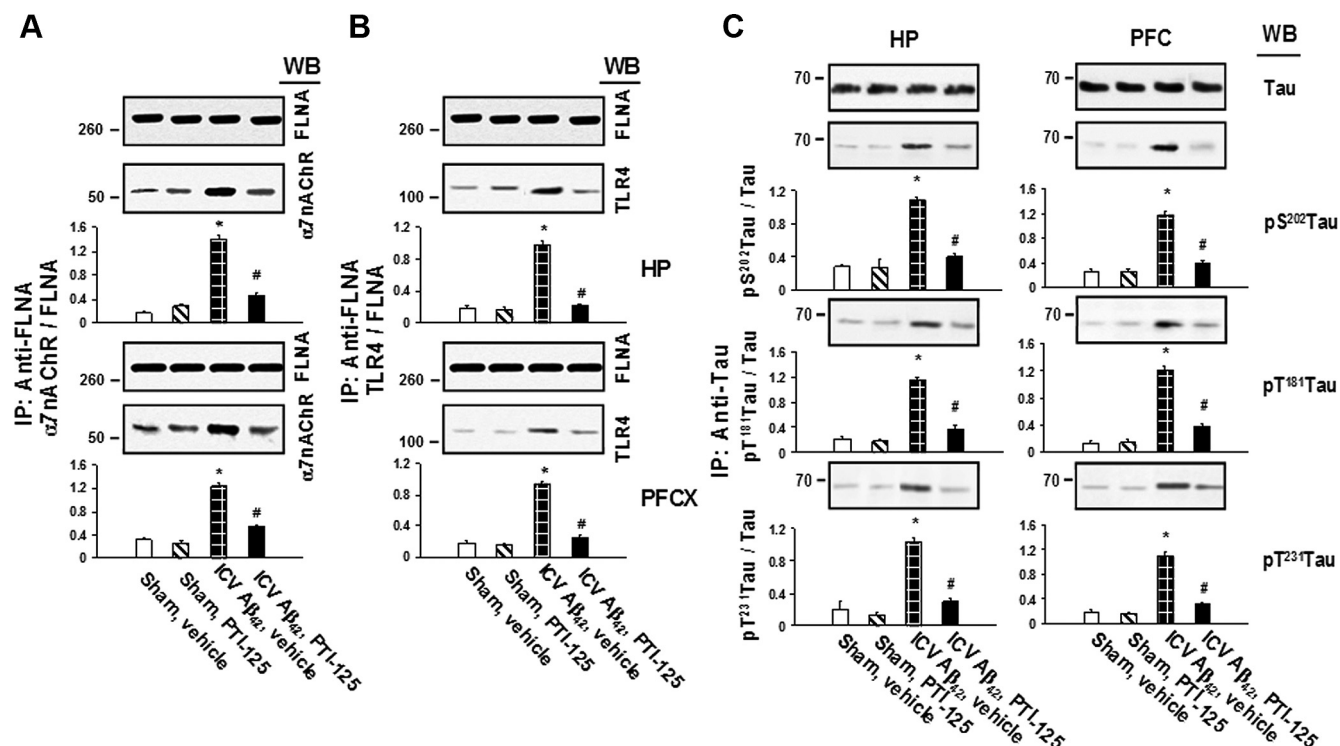 A
WB
FLNA
260
α7nAChR
50
IP: Anti-FLNA
α7nAChR / FLNA
1.6
1.2
0.8
0.4
0
*
#
FLNA
260
α7nAChR
50
1.6
1.2
0.8
0.4
0
*
#
Sham, vehicle
Sham, PTI-125
ICV Aβ42, vehicle
ICV Aβ42, PTI-125
B
WB
FLNA
260
TLR4
100
IP: Anti-FLNA
TLR4 / FLNA
1.2
0.8
0.4
0
*
#
HP
FLNA
260
TLR4
100
1.2
0.8
0.4
0
*
#
PFCX
Sham, vehicle
Sham, PTI-125
ICV Aβ42, vehicle
ICV Aβ42, PTI-125
C
HP
PFC
WB
70
70
Tau
70
70
IP: Anti-Tau
pS202Tau / Tau
1.2
0.8
0.4
0
*
#
1.6
1.2
0.8
0.4
0
*
#
pS202Tau
70
70
pT181Tau / Tau
1.6
1.2
0.8
0.4
0
*
#
1.6
1.2
0.8
0.4
0
*
#
pT181Tau
70
70
pT231Tau / Tau
1.2
0.8
0.4
0
*
#
1.6
1.2
0.8
0.4
0
*
#
pT231Tau
Sham, vehicle
Sham, PTI-125
ICV Aβ42, vehicle
ICV Aβ42, PTI-125
Sham, vehicle
Sham, PTI-125
ICV Aβ42, vehicle
ICV Aβ42, PTI-125